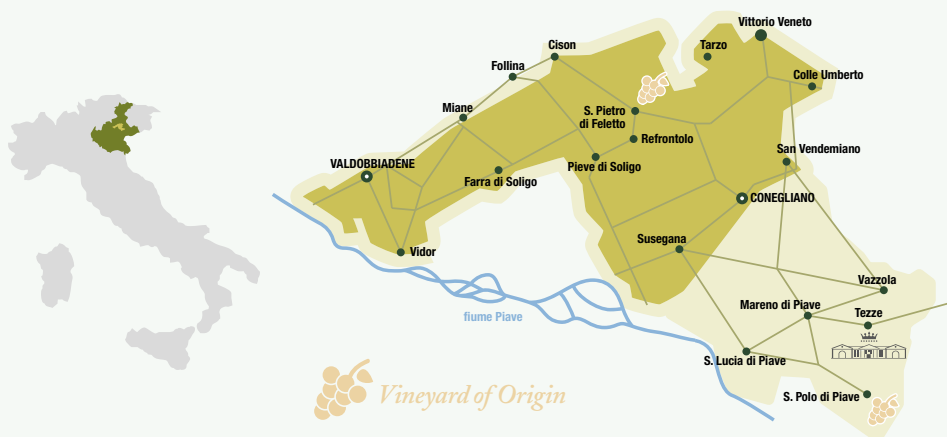 Vittorio Veneto
Cison
Tarzo
Follina
Colle Umberto
Miane
S. Pietro
di Feletto
Refrontolo
San Vendemiano
VALDOBBIADENE
Pieve di Soligo
Farra di Soligo
CONEGLIANO
Susegana
Vidor
Vazzola
Mareno di Piave
Tezze
fiume Piave
S. Lucia di Piave
Vineyard of Origin
S. Polo di Piave